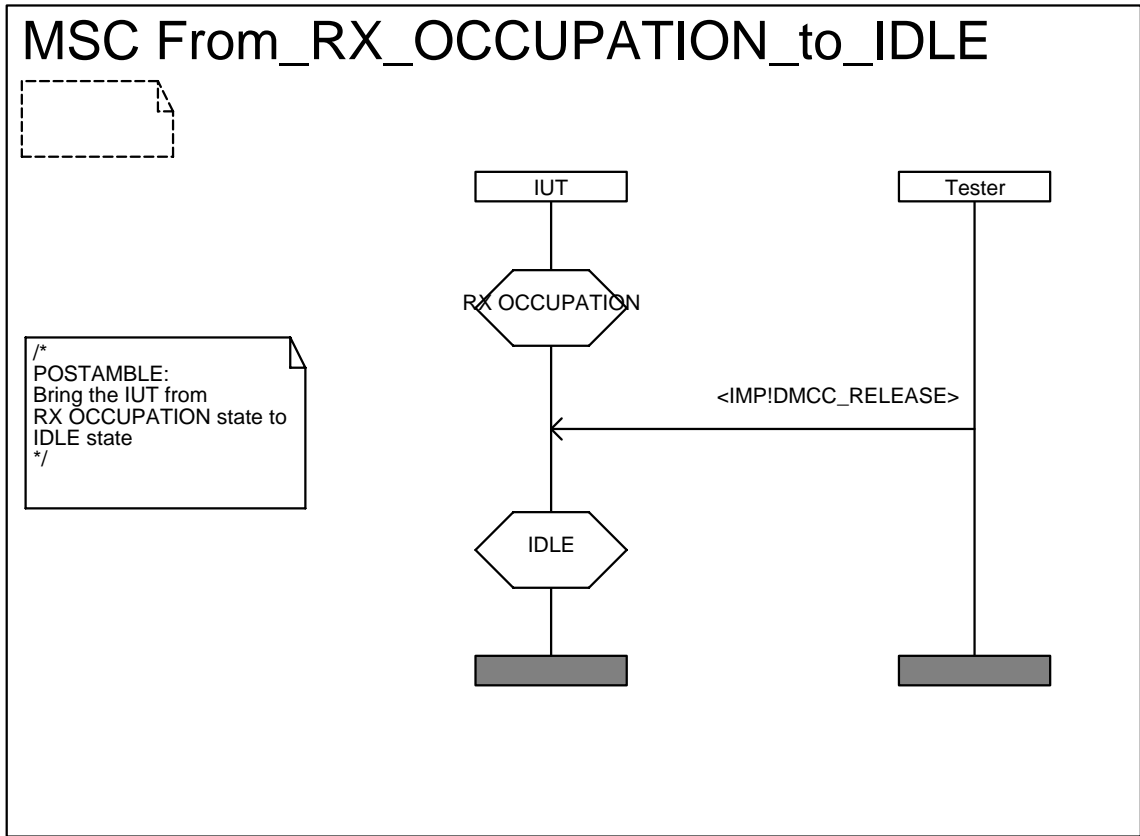 MSC From_RX_OCCUPATION_to_IDLE
IUT
Tester
RX OCCUPATION
/*
POSTAMBLE:
Bring the IUT from
RX OCCUPATION state to
IDLE state
*/
<IMP!DMCC_RELEASE>
IDLE